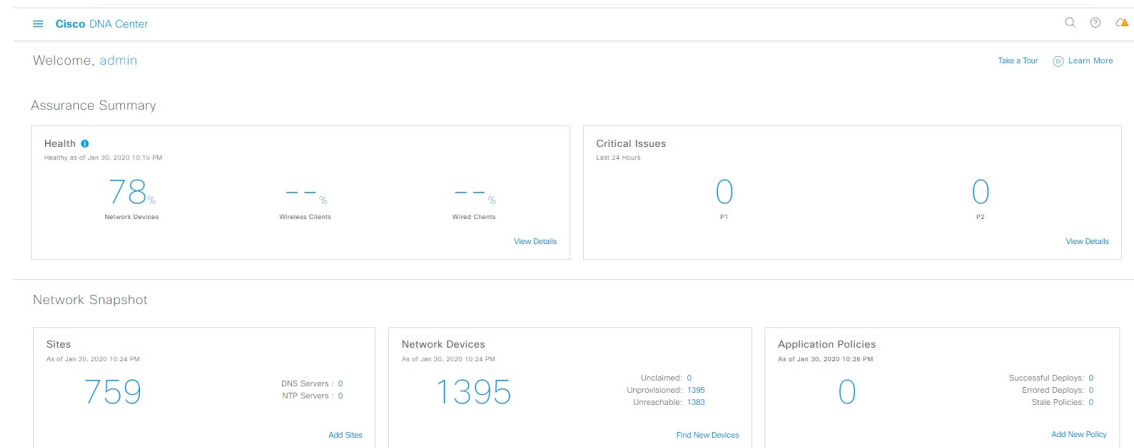 Cisco DNA Center
Welcome, admin
Take a Tour
Learn More
Assurance Summary
Health
Healthy as of Jan 30, 2020 10:15 PM
78%
Network Devices
--%
Wireless Clients
--%
Wired Clients
View Details
Critical Issues
Last 24 Hours
0
P1
0
P2
View Details
Network Snapshot
Sites
As of Jan 30, 2020 10:24 PM
759
DNS Servers : 0
NTP Servers : 0
Add Sites
Network Devices
As of Jan 30, 2020 10:24 PM
1395
Unclaimed: 0
Unprovisioned: 1395
Unreachable: 1383
Find New Devices
Application Policies
As of Jan 30, 2020 10:26 PM
0
Successful Deploys: 0
Errored Deploys: 0
Stale Policies: 0
Add New Policy